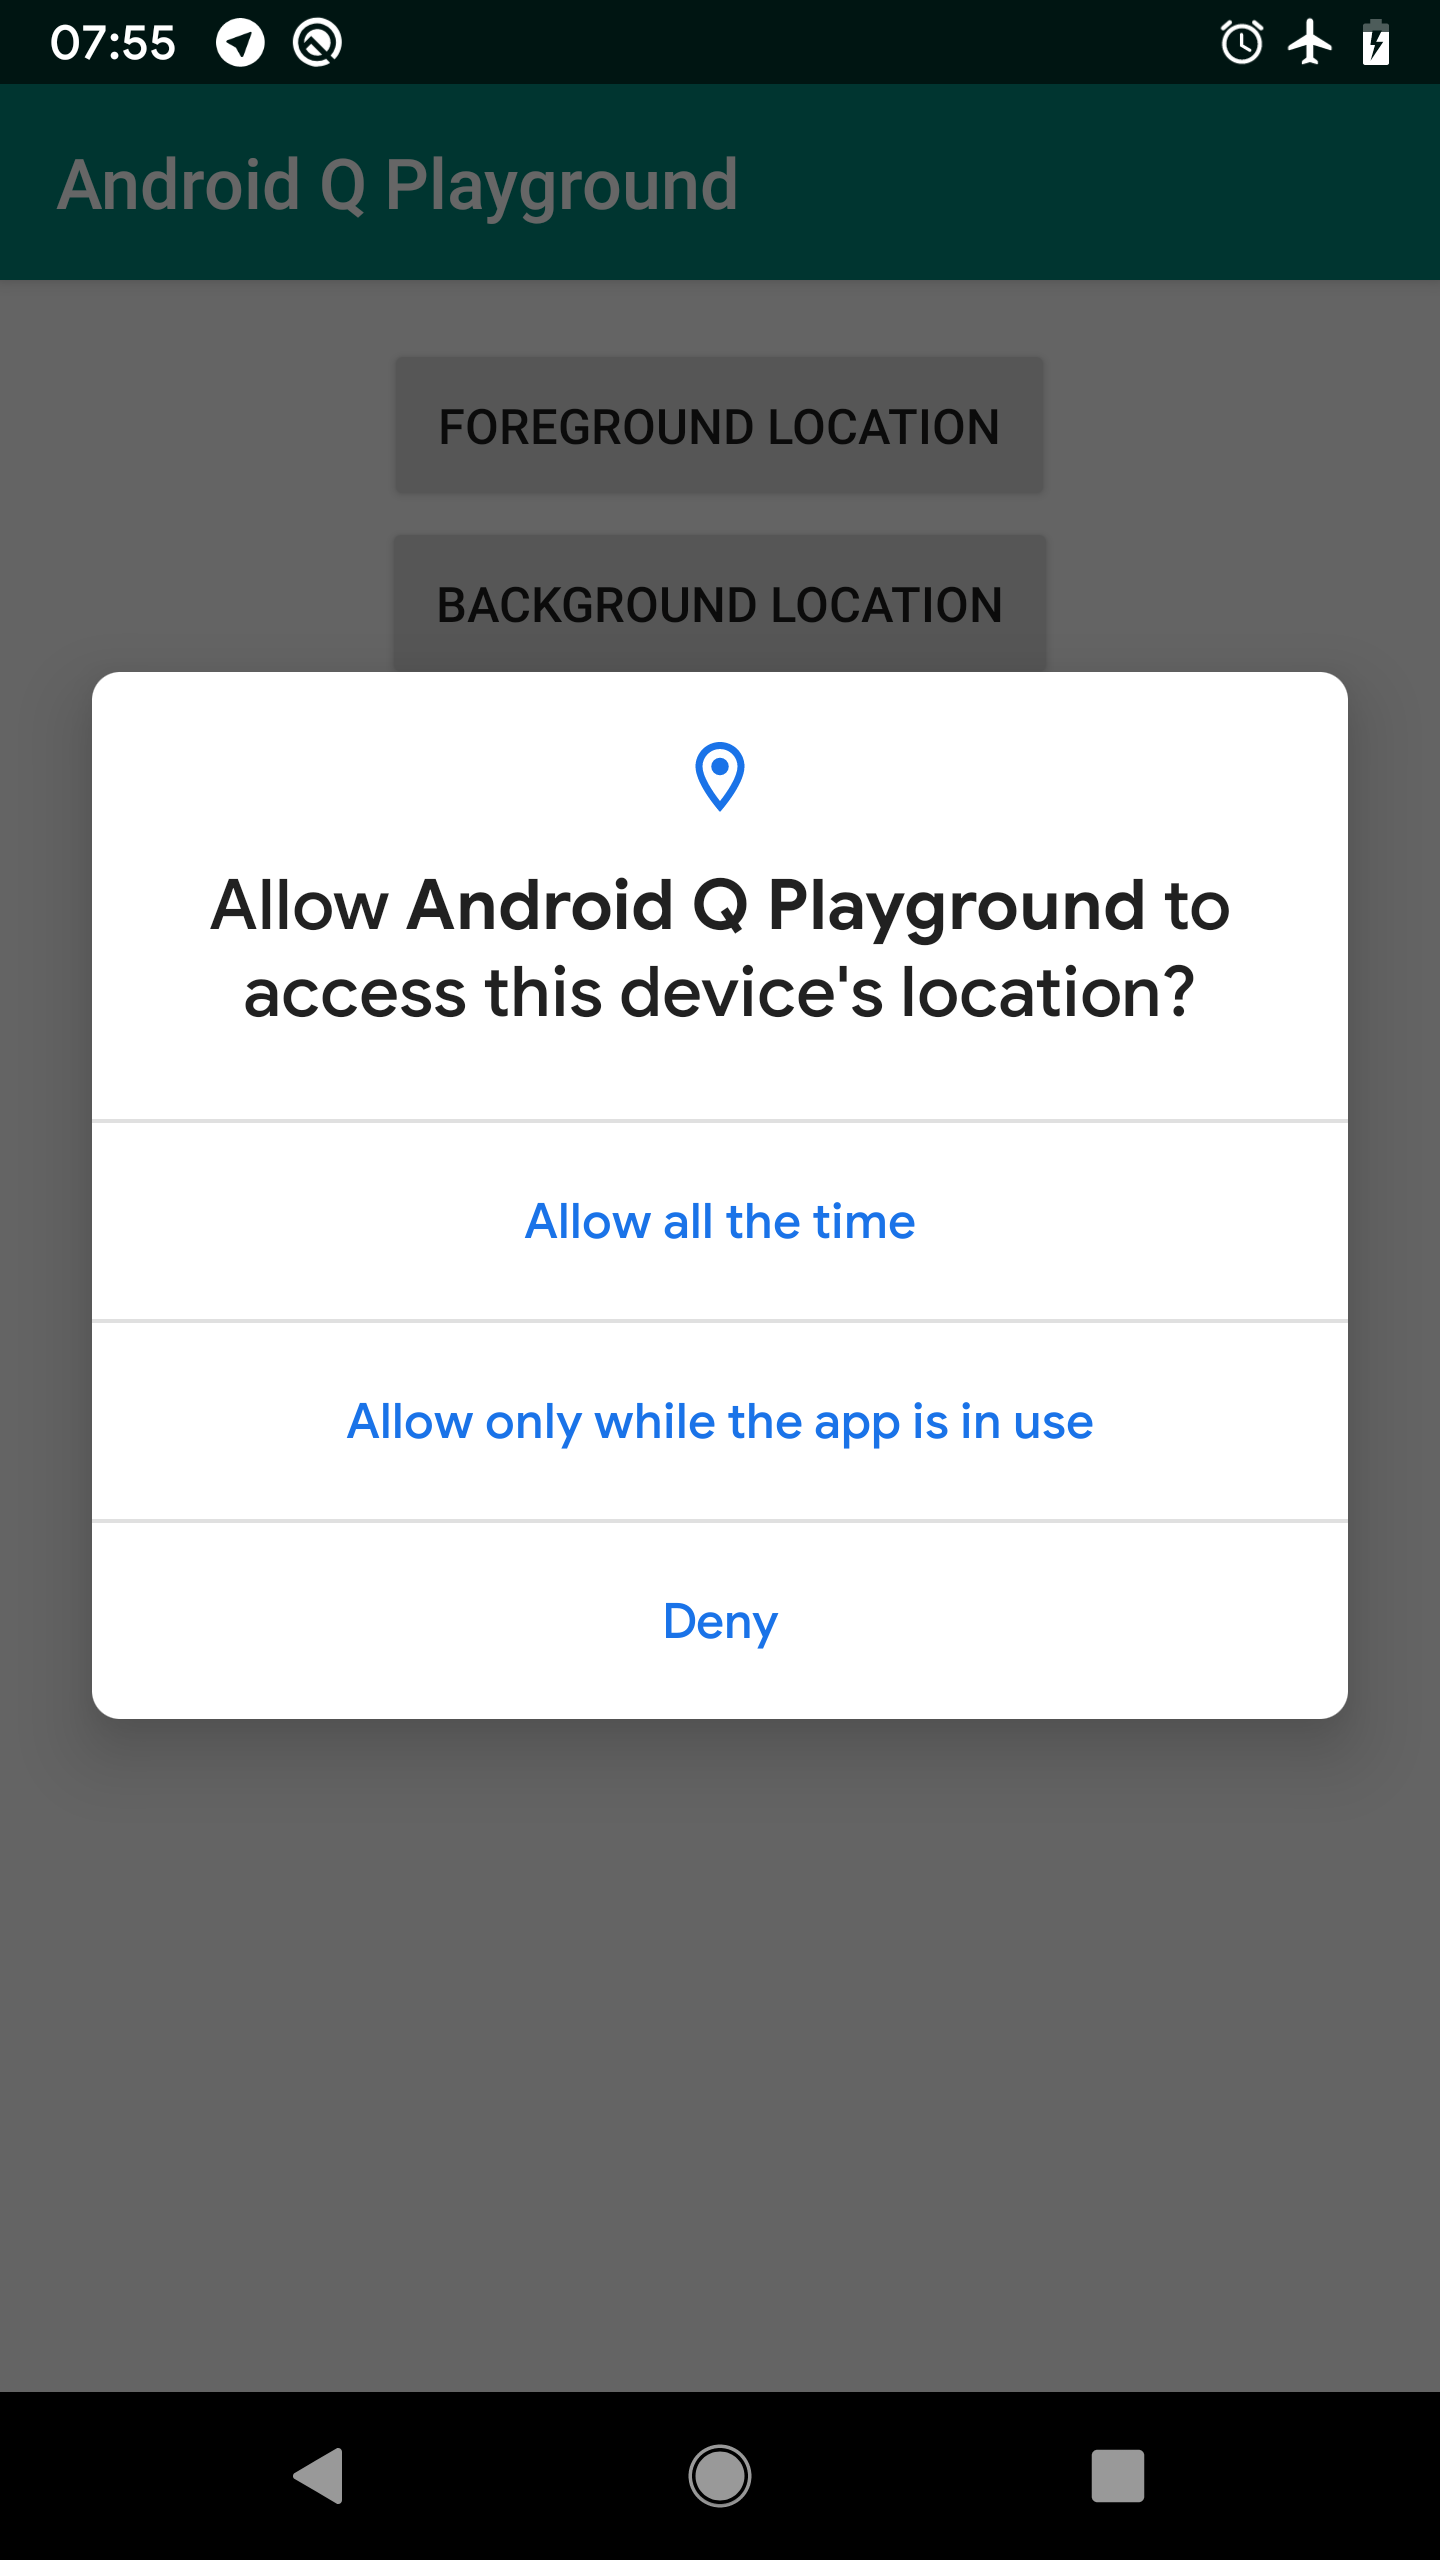 07:55
Android Q Playground
FOREGROUND LOCATION
BACKGROUND LOCATION
Allow Android Q Playground to
access this device's location?
Allow all the time
Allow only while the app is in use
Deny